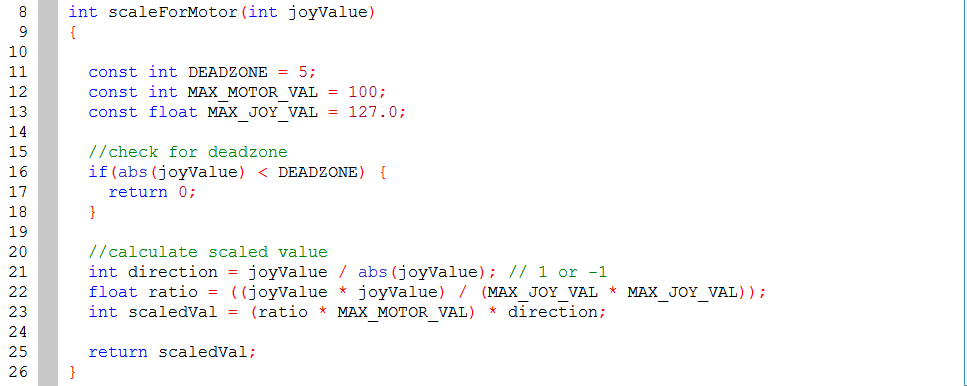 8 int scaleForMotor(int joyValue)
9 {
10
11 const int DEADZONE = 5;
12 const int MAX_MOTOR_VAL = 100;
13 const float MAX_JOY_VAL = 127.0;
14
15 //check for deadzone
16 if(abs(joyValue) < DEADZONE) {
17 return 0;
18 }
19
20 //calculate scaled value
21 int direction = joyValue / abs(joyValue); // 1 or -1
22 float ratio = ((joyValue * joyValue) / (MAX_JOY_VAL * MAX_JOY_VAL));
23 int scaledVal = (ratio * MAX_MOTOR_VAL) * direction;
24
25 return scaledVal;
26 }